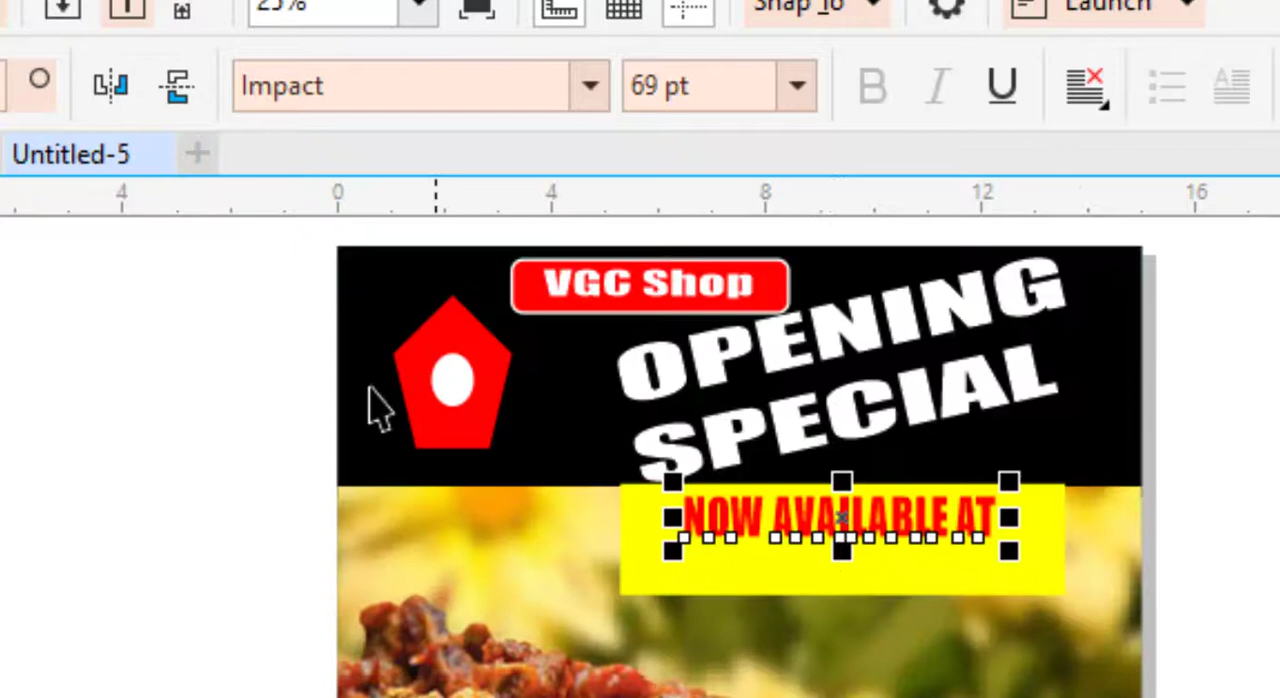 25%
Snap To
Launch
Impact
69 pt
B I U
Untitled-5
4 0 4 8 12 16
VGC Shop
OPENING
SPECIAL
NOW AVAILABLE AT